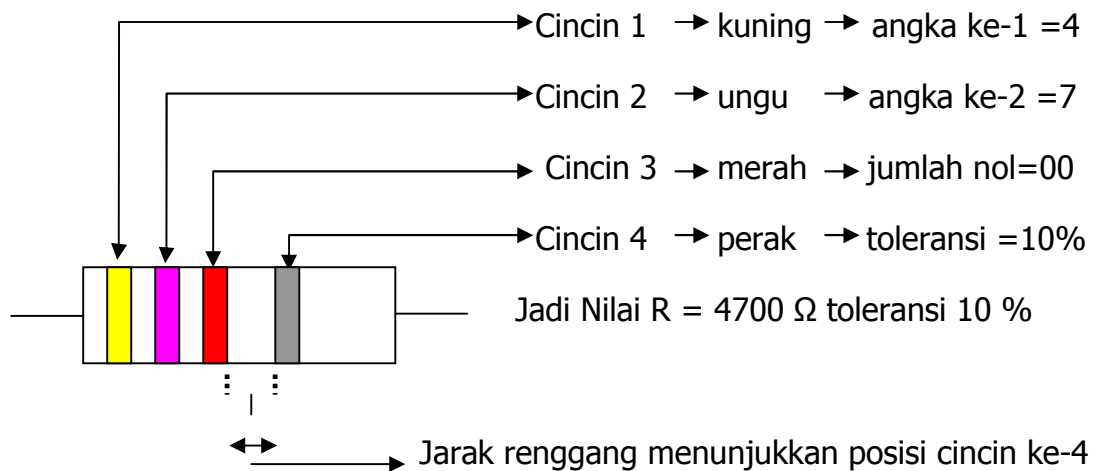 Cincin 1 → kuning → angka ke-1 =4
Cincin 2 → ungu → angka ke-2 =7
Cincin 3 → merah → jumlah nol=00
Cincin 4 → perak → toleransi =10%
Jadi Nilai R = 4700 Ω toleransi 10 %
Jarak renggang menunjukkan posisi cincin ke-4